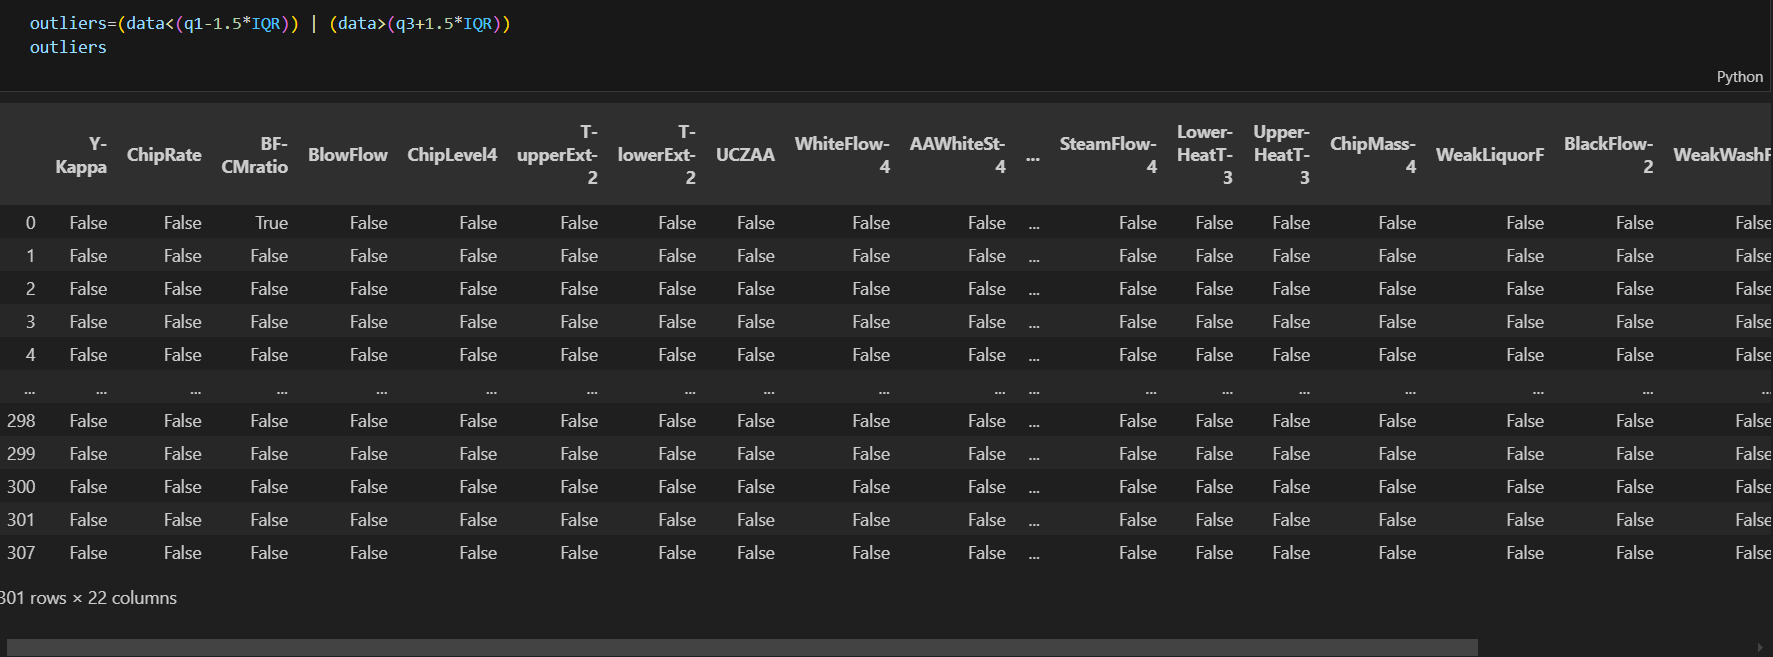 outliers=(data<(q1-1.5*IQR)) | (data>(q3+1.5*IQR))
outliers
Python
Y-Kappa ChipRate BF-CMratio BlowFlow ChipLevel4 T-upperExt-2 T-lowerExt-2 UCZAA WhiteFlow-4 AAWhiteSt-4 ... SteamFlow-4 Lower-HeatT-3 Upper-HeatT-3 ChipMass-4 WeakLiquorF BlackFlow-2 WeakWashF
0 False False True False False False False False False False ... False False False False False False False
1 False False False False False False False False False False ... False False False False False False False
2 False False False False False False False False False False ... False False False False False False False
3 False False False False False False False False False False ... False False False False False False False
4 False False False False False False False False False False ... False False False False False False False
... ... ... ... ... ... ... ... ... ... ... ... ... ... ... ... ... ... ...
298 False False False False False False False False False False ... False False False False False False False
299 False False False False False False False False False False ... False False False False False False False
300 False False False False False False False False False False ... False False False False False False False
301 False False False False False False False False False False ... False False False False False False False
307 False False False False False False False False False False ... False False False False False False False
301 rows × 22 columns